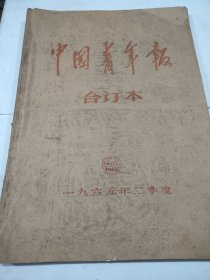 中国青年报
合订本
一九六五年二季度